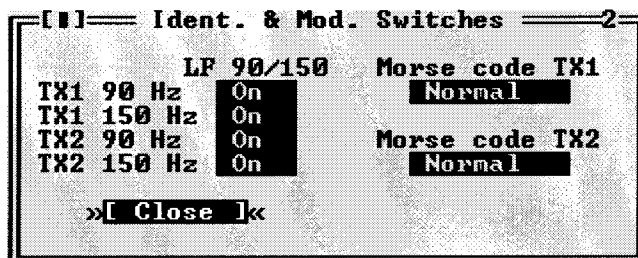 [▮] Ident. & Mod. Switches 2
LF 90/150 Morse code TX1
TX1 90 Hz On Normal
TX1 150 Hz On
TX2 90 Hz On Morse code TX2
TX2 150 Hz On Normal
»[ Close ]«